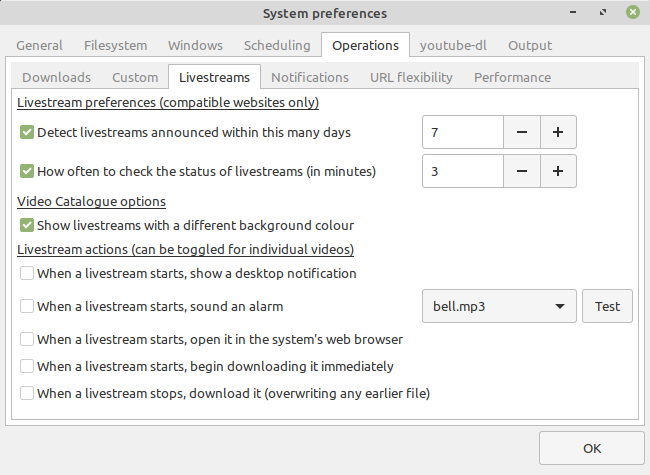 System preferences
General Filesystem Windows Scheduling Operations youtube-dl Output
Downloads Custom Livestreams Notifications URL flexibility Performance
Livestream preferences (compatible websites only)
Detect livestreams announced within this many days 7
How often to check the status of livestreams (in minutes) 3
Video Catalogue options
Show livestreams with a different background colour
Livestream actions (can be toggled for individual videos)
When a livestream starts, show a desktop notification
When a livestream starts, sound an alarm bell.mp3 Test
When a livestream starts, open it in the system's web browser
When a livestream starts, begin downloading it immediately
When a livestream stops, download it (overwriting any earlier file)
OK